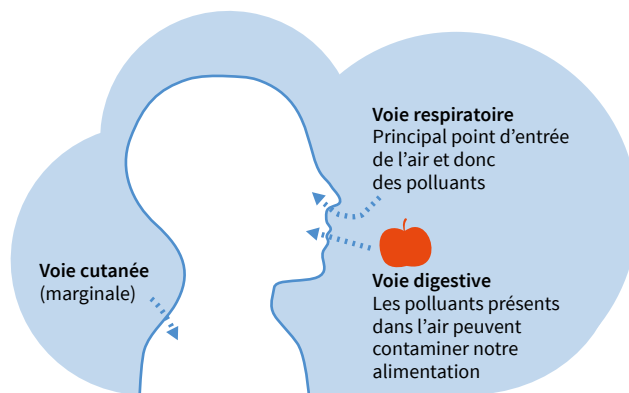 Voie respiratoire
Principal point d’entrée
de l’air et donc
des polluants
Voie cutanée
(marginale)
Voie digestive
Les polluants présents
dans l’air peuvent
contaminer notre
alimentation